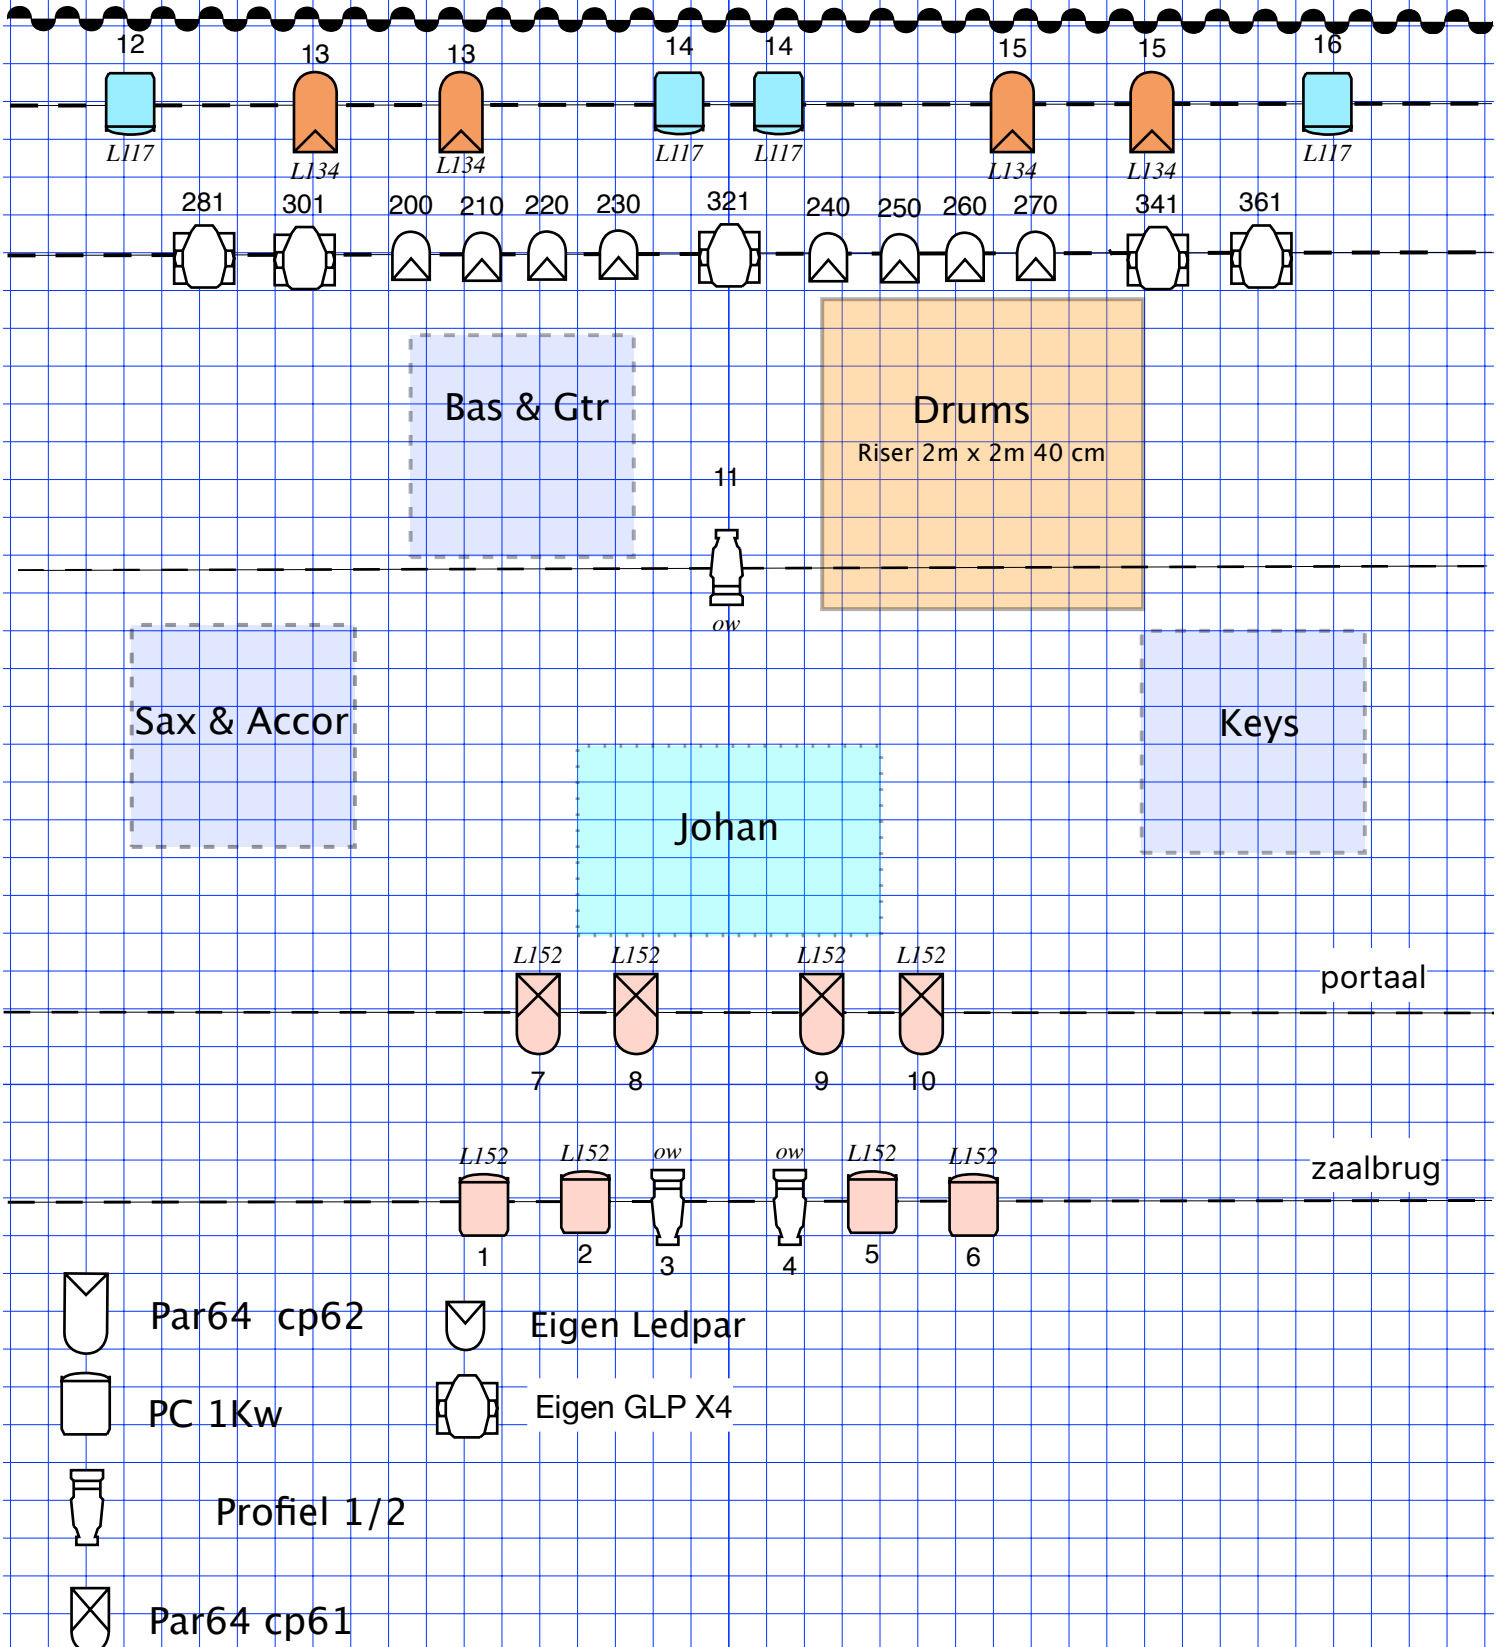 12 13 13 14 14 15 15 16
L117 L134 L134 L117 L117 L134 L134 L117
281 301 200 210 220 230 321 240 250 260 270 341 361
Bas & Gtr
Drums
Riser 2m x 2m 40 cm
11
ow
Sax & Accor
Keys
Johan
L152 L152 L152 L152
portaal
7 8 9 10
L152 L152 ow ow L152 L152
zaalbrug
1 2 3 4 5 6
Par64 cp62
Eigen Ledpar
PC 1Kw
Eigen GLP X4
Profiel 1/2
Par64 cp61